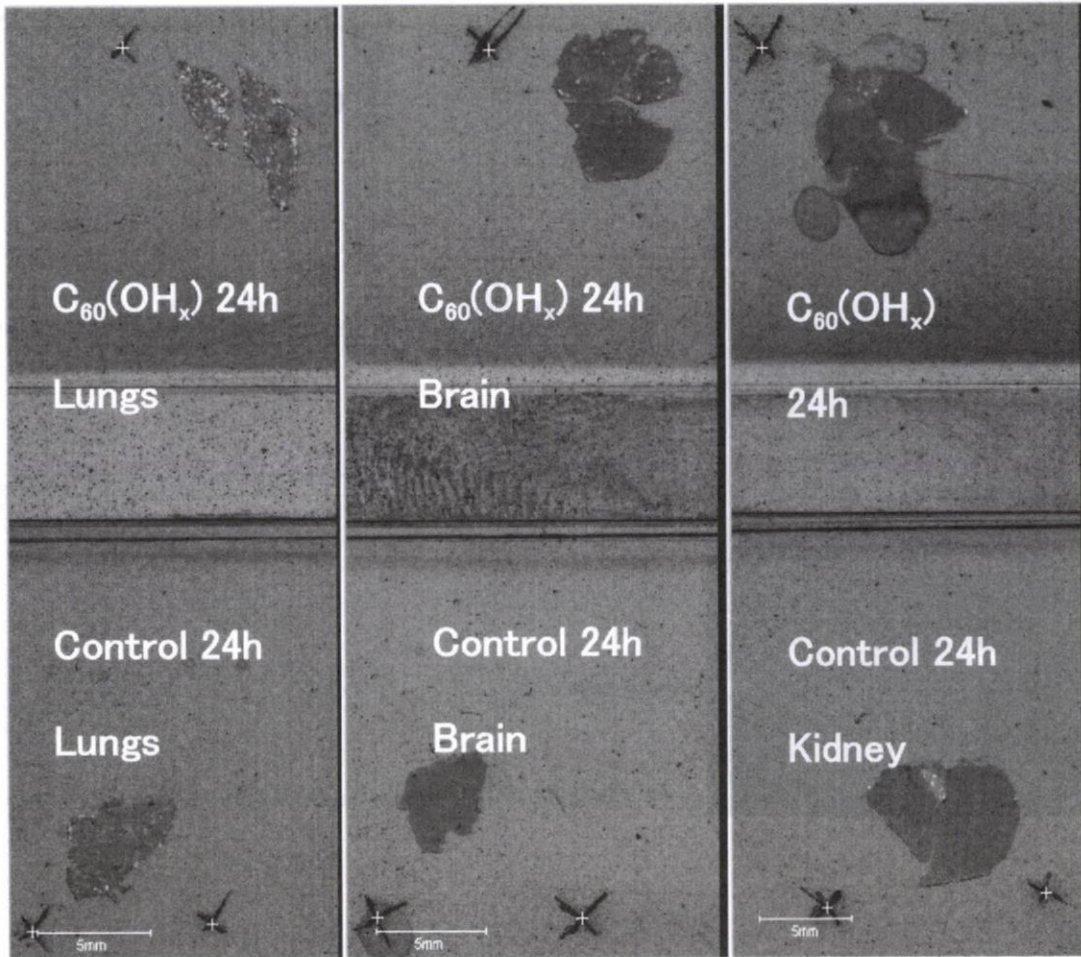 C₆₀(OHₓ) 24h
Lungs
C₆₀(OHₓ) 24h
Brain
C₆₀(OHₓ)
24h
Control 24h
Lungs
5mm
Control 24h
Brain
5mm
Control 24h
Kidney
5mm